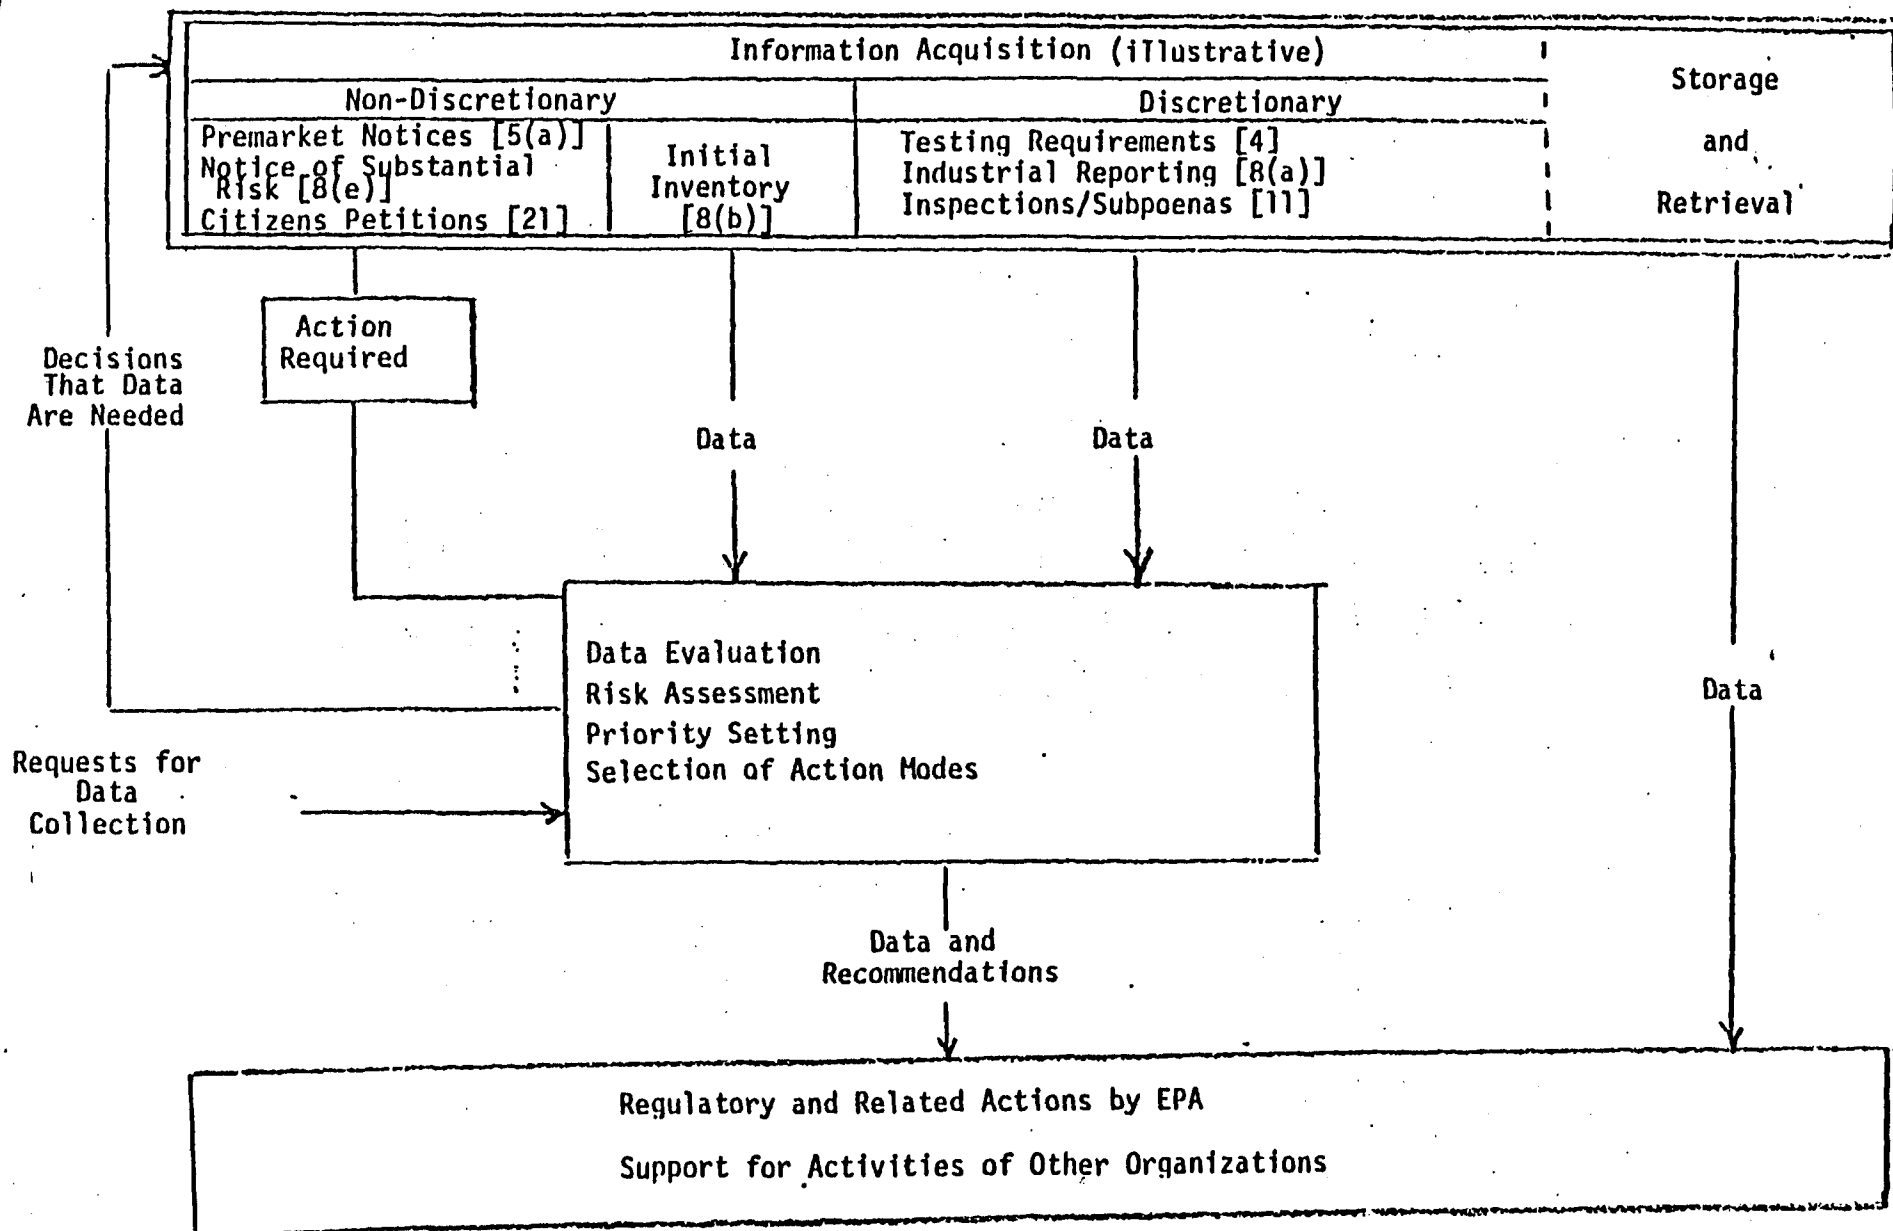 Information Acquisition (illustrative)
Storage
and
Retrieval
Non-Discretionary
Discretionary
Premarket Notices [5(a)]
Notice of Substantial
Risk [8(e)]
Citizens Petitions [21]
Initial
Inventory
[8(b)]
Testing Requirements [4]
Industrial Reporting [8(a)]
Inspections/Subpoenas [11]
Action
Required
Decisions
That Data
Are Needed
Data
Data
Data Evaluation
Risk Assessment
Priority Setting
Selection of Action Modes
Data
Requests for
Data
Collection
Data and
Recommendations
Regulatory and Related Actions by EPA
Support for Activities of Other Organizations